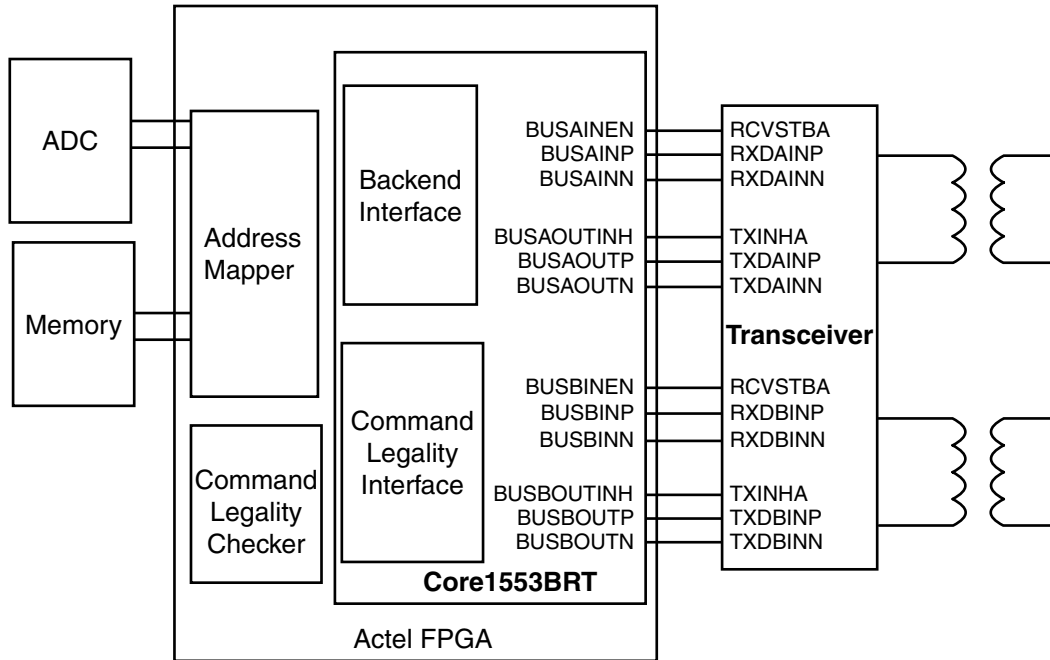 ADC
Memory
Address
Mapper
Command
Legality
Checker
Backend
Interface
Command
Legality
Interface
BUSAINEN
BUSAINP
BUSAINN
BUSAOUTINH
BUSAOUTP
BUSAOUTN
BUSBINEN
BUSBINP
BUSBINN
BUSBOUTINH
BUSBOUTP
BUSBOUTN
Core1553BRT
Actel FPGA
RCVSTBA
RXDAINP
RXDAINN
TXINHA
TXDAINP
TXDAINN
Transceiver
RCVSTBA
RXDBINP
RXDBINN
TXINHA
TXDBINP
TXDBINN